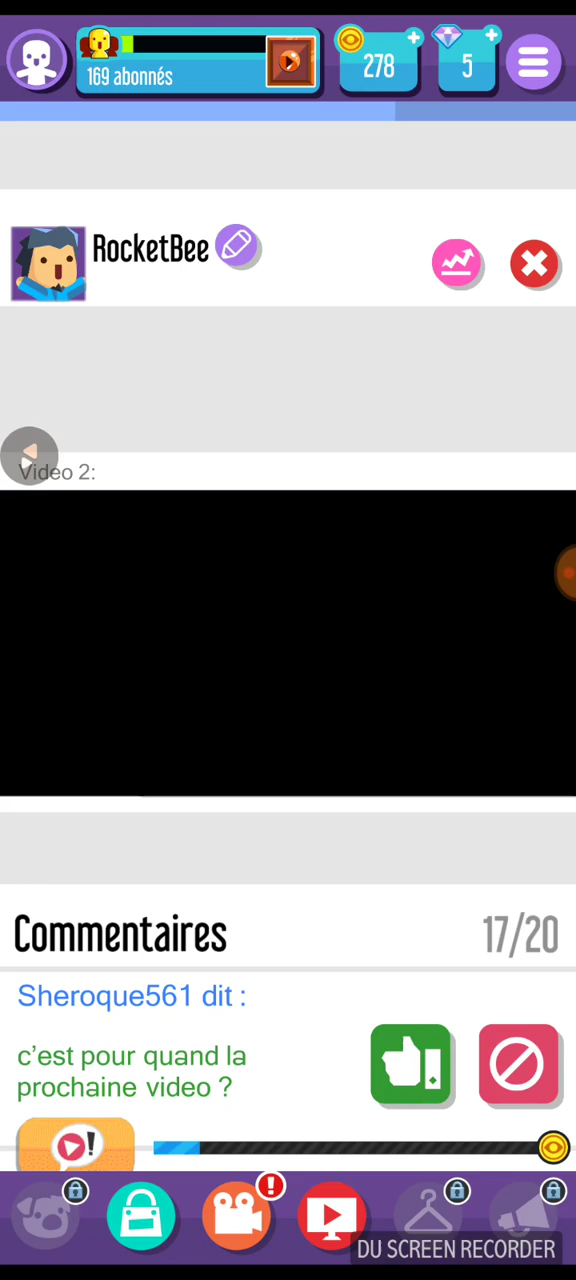 169 abonnés
278
5
RocketBee
Video 2:
Commentaires
17/20
Sheroque561 dit :
c'est pour quand la
prochaine video ?
!
!
DU SCREEN RECORDER